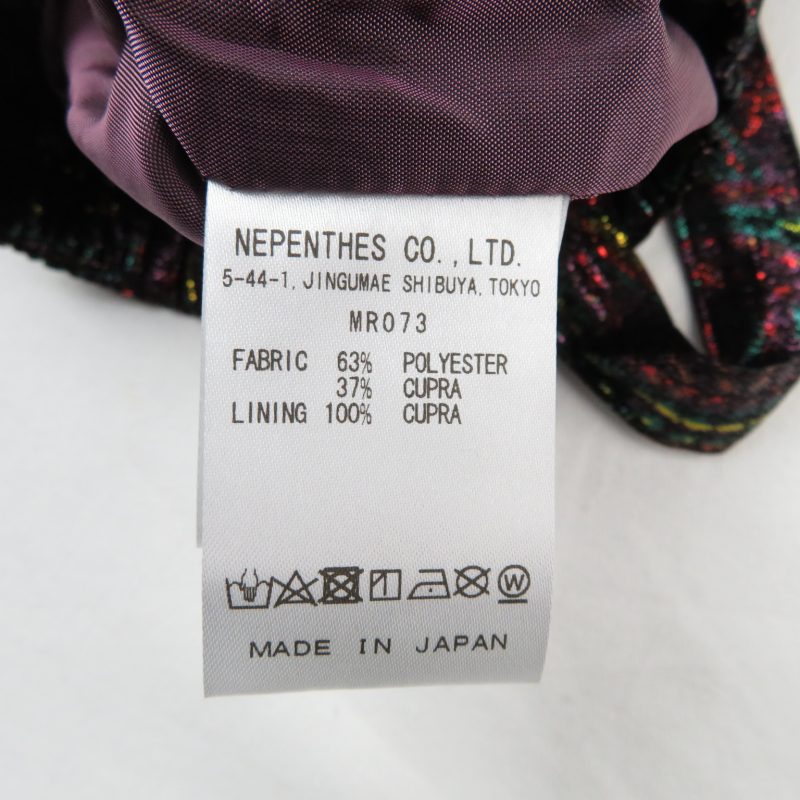 NEPENTHES CO.,LTD.
5-44-1, JINGUMAE SHIBUYA, TOKYO
MR073
FABRIC 63% POLYESTER
37% CUPRA
LINING 100% CUPRA
W
MADE IN JAPAN